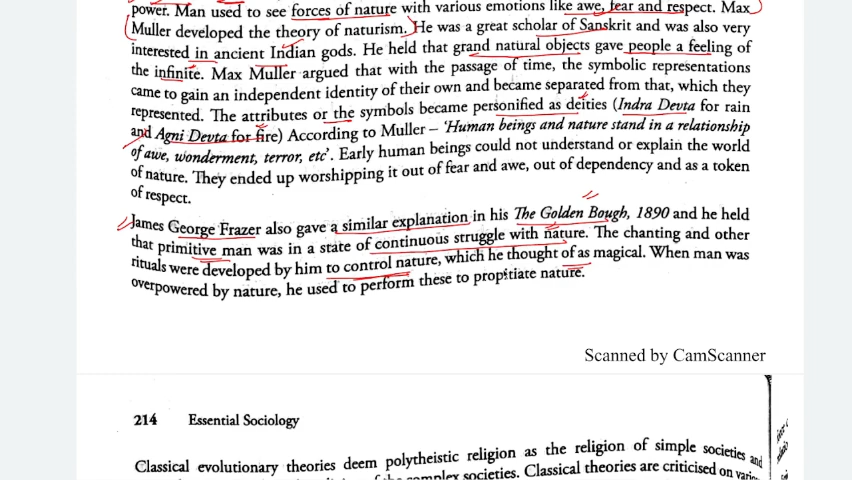 power. Man used to see forces of nature with various emotions like awe, fear and respect. Max
Muller developed the theory of naturism. He was a great scholar of Sanskrit and was also very
interested in ancient Indian gods. He held that grand natural objects gave people a feeling of
the infinite. Max Muller argued that with the passage of time, the symbolic representations
came to gain an independent identity of their own and became separated from that, which they
represented. The attributes or the symbols became personified as deities (Indra Devta for rain
and Agni Devta for fire) According to Muller – 'Human beings and nature stand in a relationship
of awe, wonderment, terror, etc'. Early human beings could not understand or explain the world
of nature. They ended up worshipping it out of fear and awe, out of dependency and as a token
of respect.
James George Frazer also gave a similar explanation in his The Golden Bough, 1890 and he held
that primitive man was in a state of continuous struggle with nature. The chanting and other
rituals were developed by him to control nature, which he thought of as magical. When man was
overpowered by nature, he used to perform these to propitiate nature.
Scanned by CamScanner
214 Essential Sociology
Classical evolutionary theories deem polytheistic religion as the religion of simple societies and
complex societies. Classical theories are criticised on